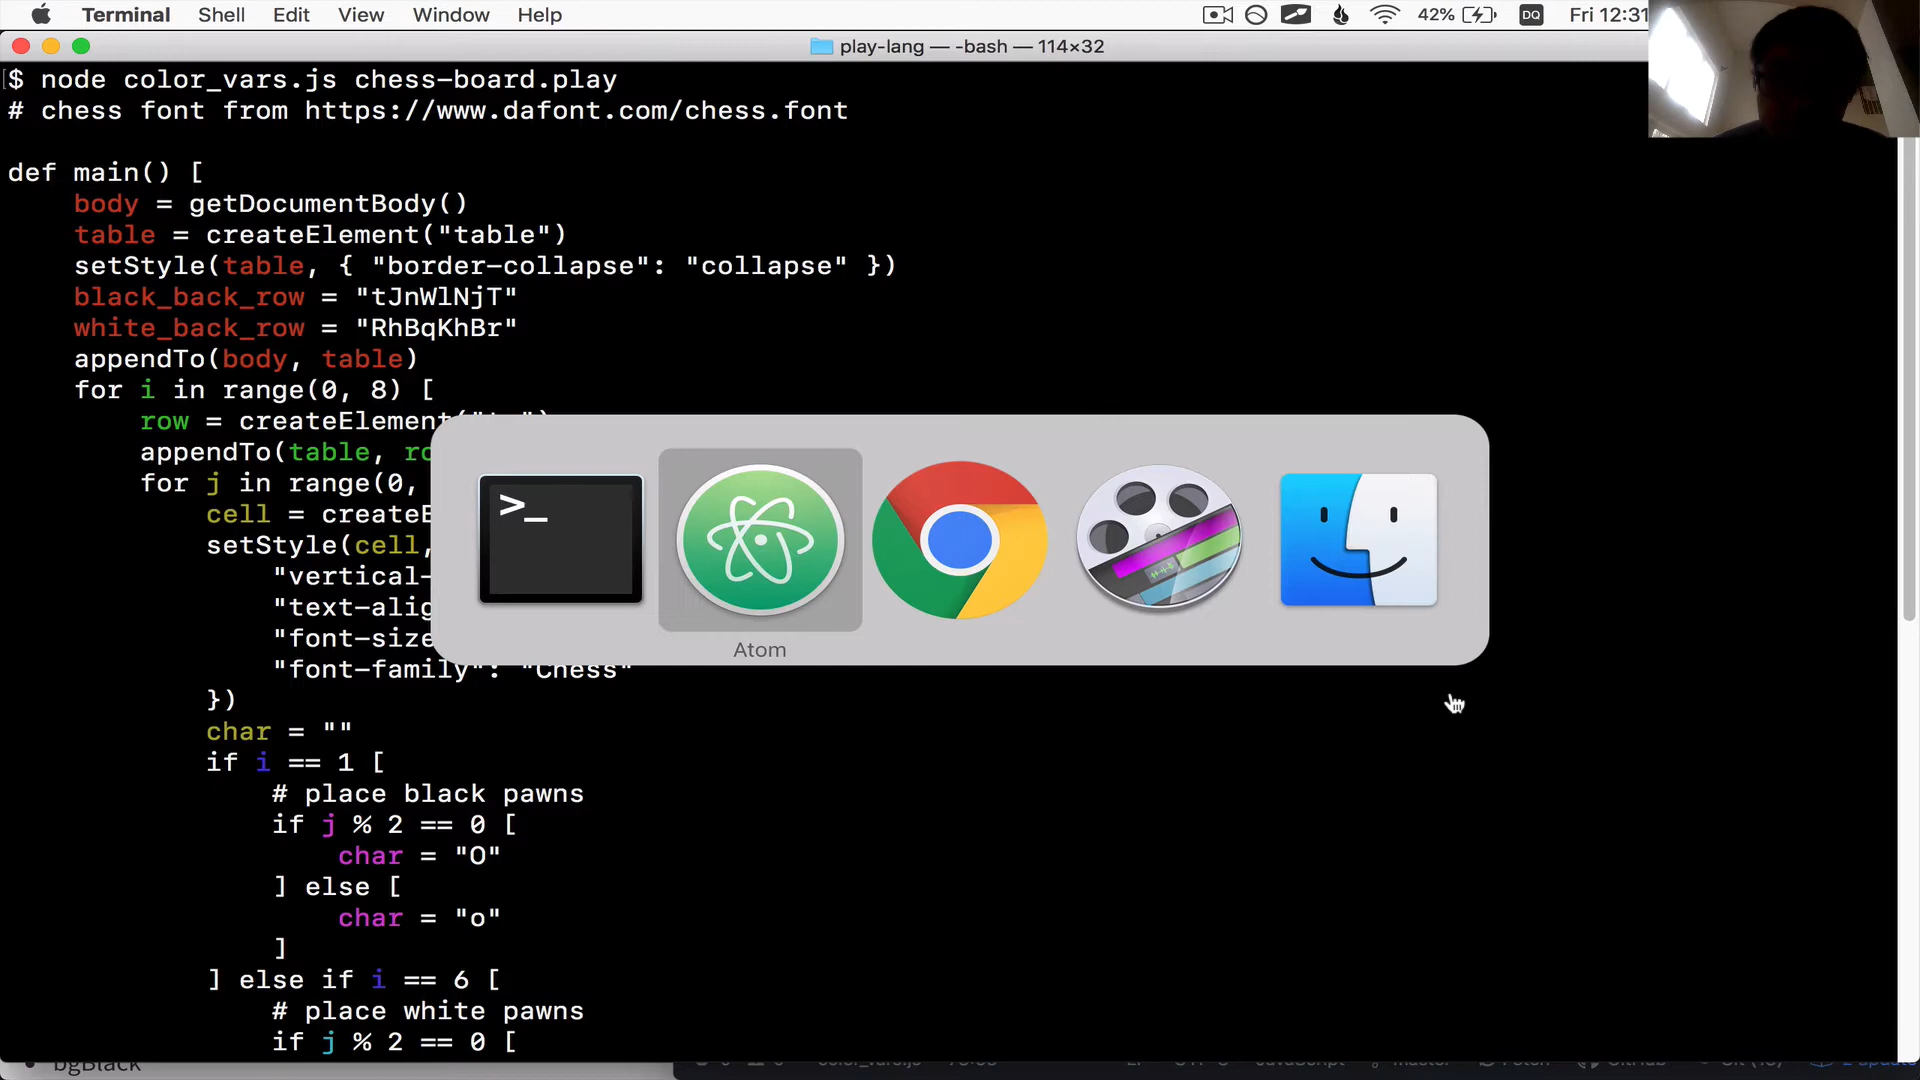 Terminal Shell Edit View Window Help 42% DQ Fri 12:31
play-lang — -bash — 114×32
[$ node color_vars.js chess-board.play
# chess font from https://www.dafont.com/chess.font
def main() [
body = getDocumentBody()
table = createElement("table")
setStyle(table, { "border-collapse": "collapse" })
black_back_row = "tJnWlNjT"
white_back_row = "RhBqKhBr"
appendTo(body, table)
for i in range(0, 8) [
row = createElement
appendTo(table,
for j in range(0,
cell =
setStyle(cell,
"vertical-
"text-alig
"font-size
"font-family": "Chess"
})
char = ""
if i == 1 [
# place black pawns
if j % 2 == 0 [
char = "O"
] else [
char = "o"
]
] else if i == 6 [
# place white pawns
if j % 2 == 0 [
>_
Atom
bgBlack